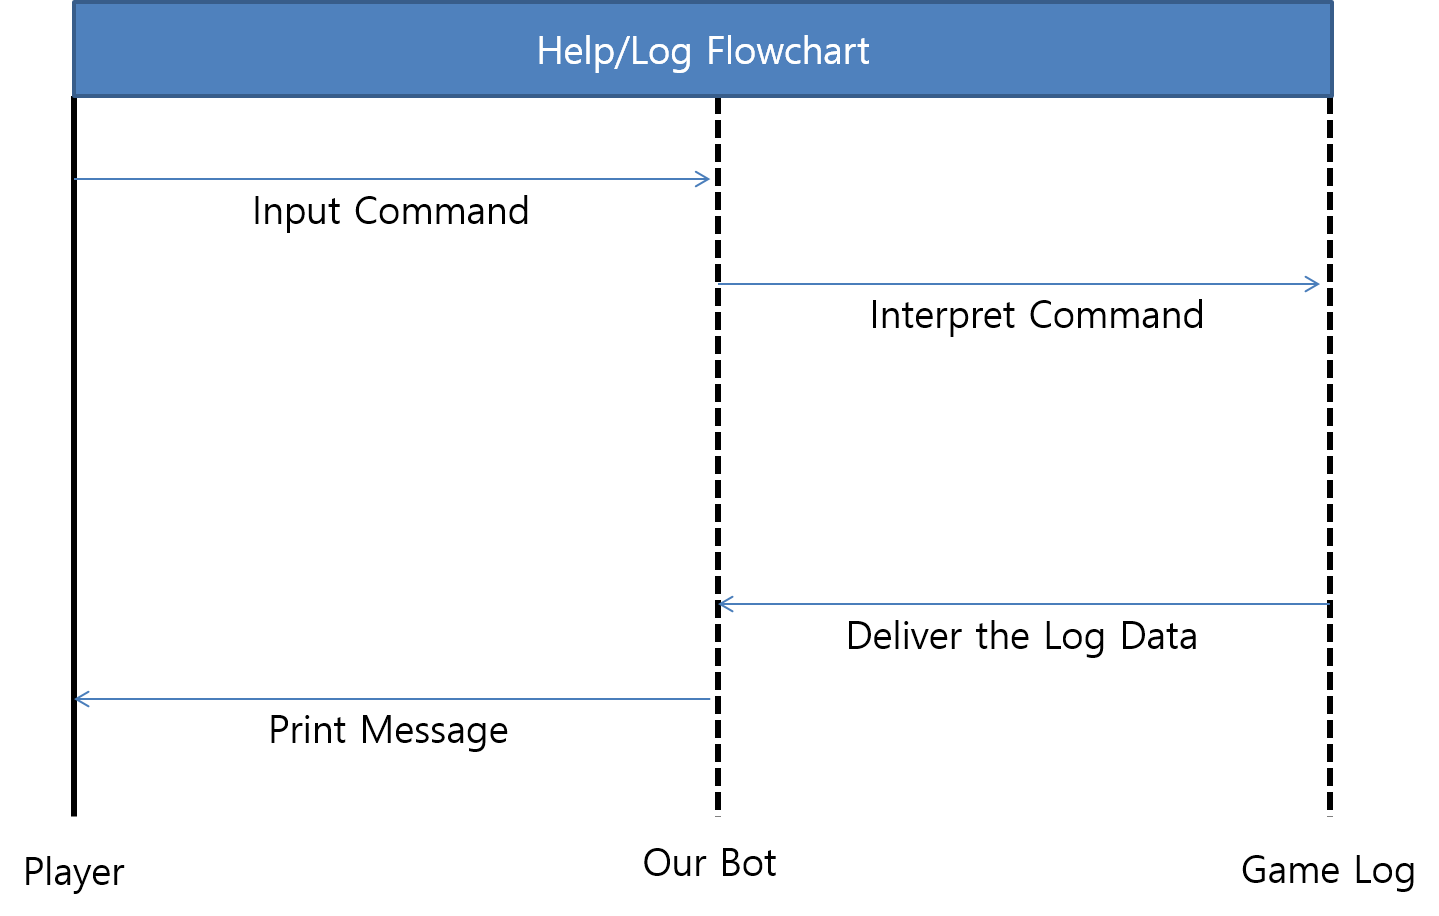 Help/Log Flowchart
Input Command
Interpret Command
Deliver the Log Data
Print Message
Player
Our Bot
Game Log